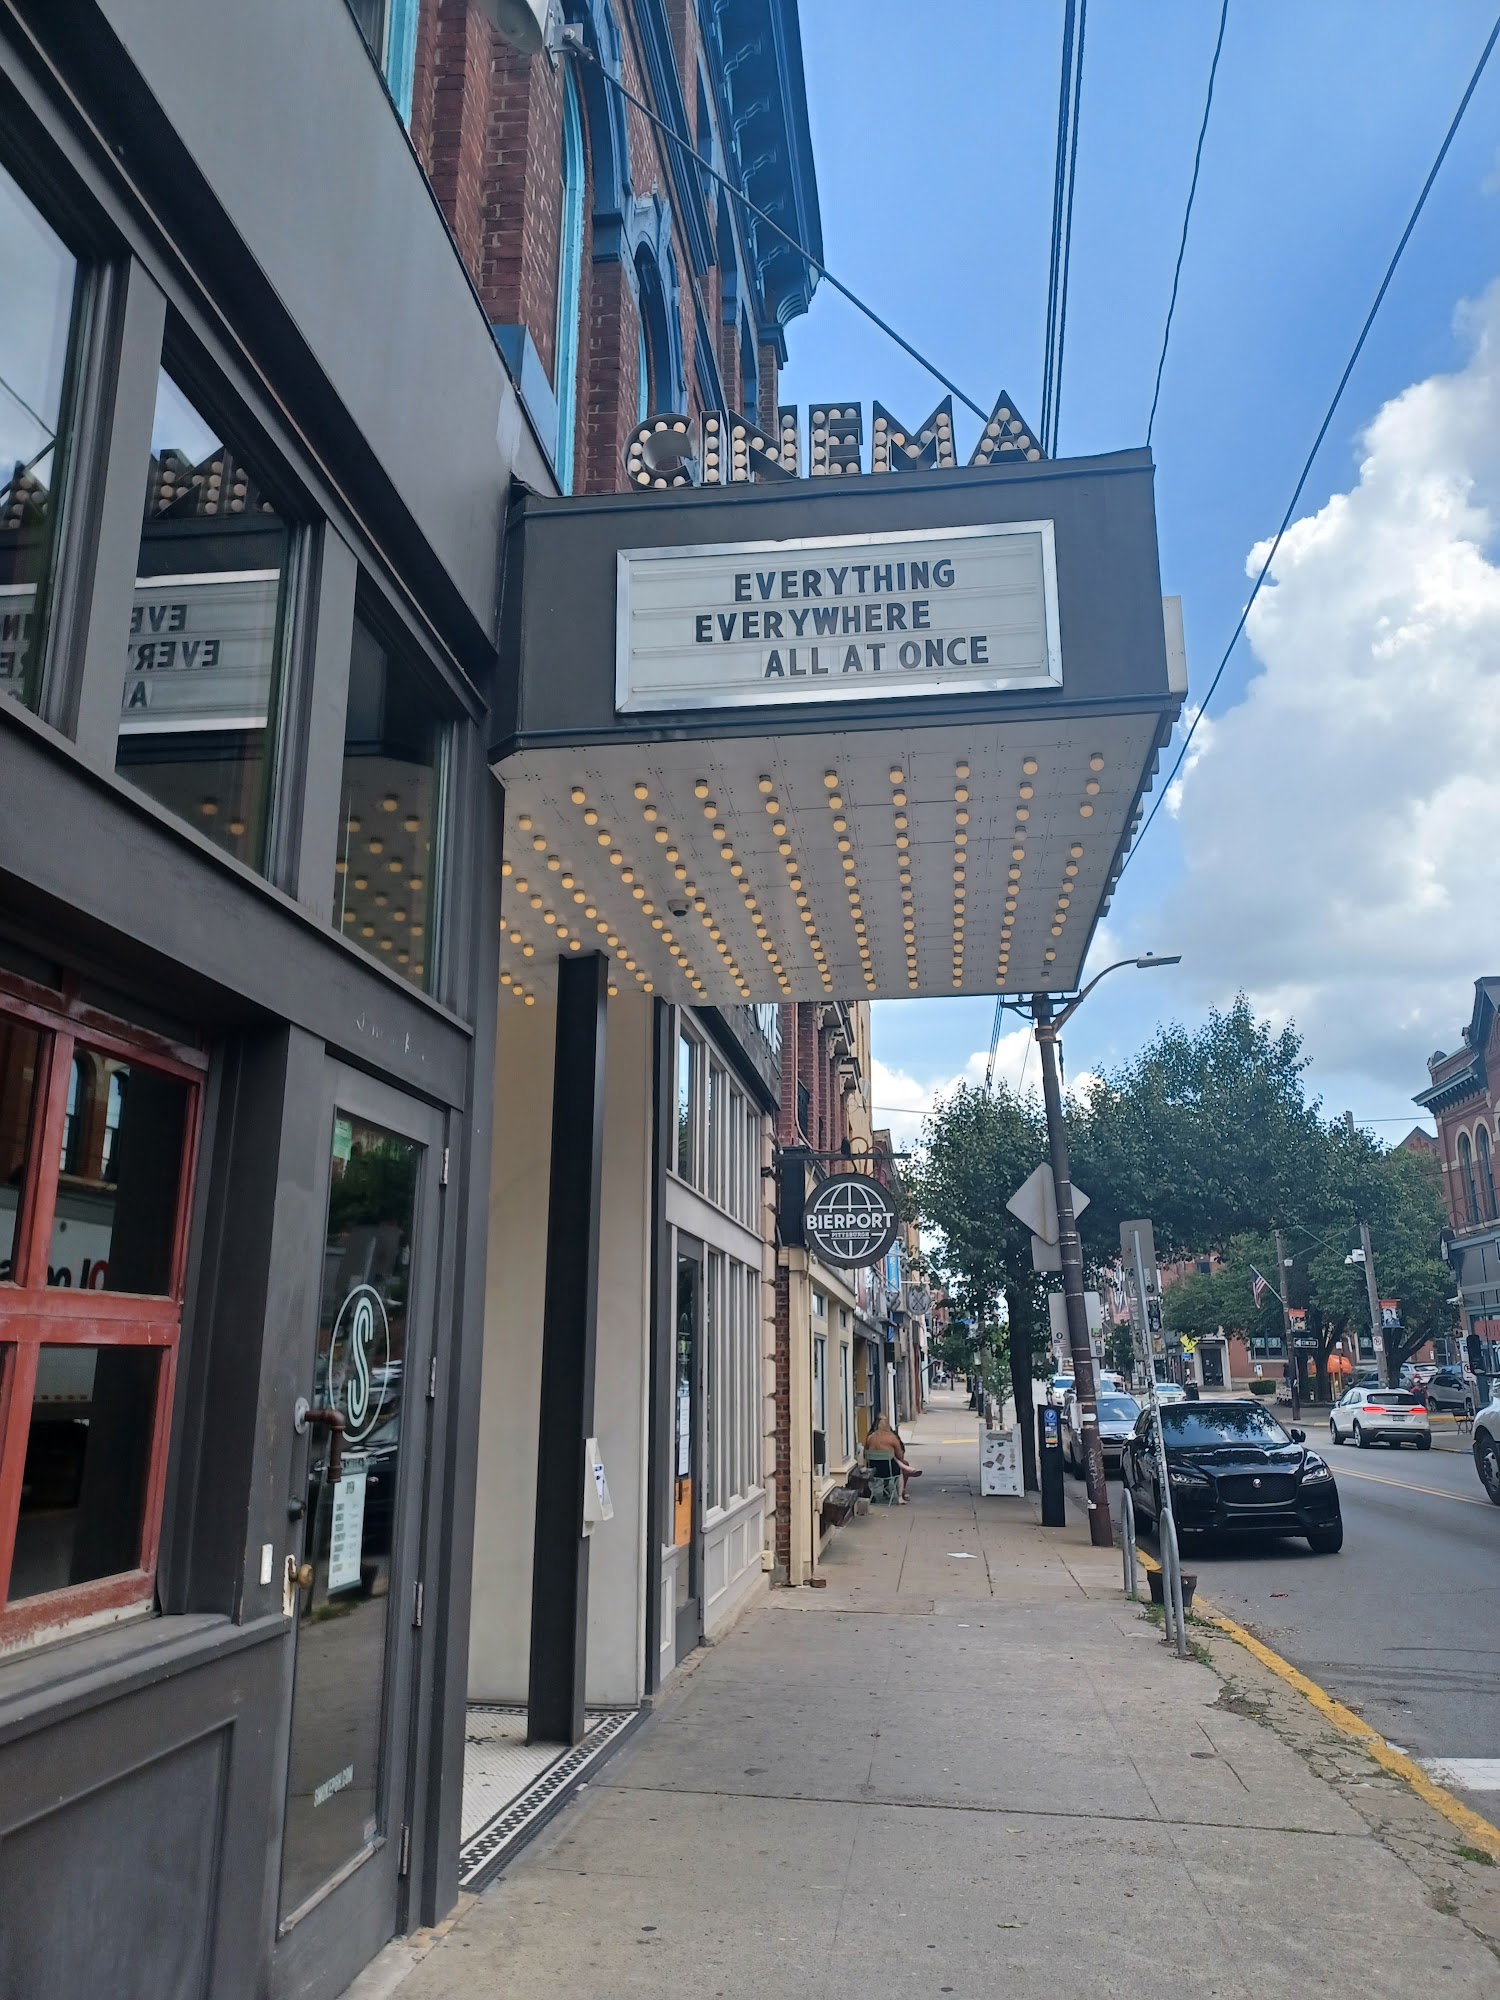 CINEMA
EVERYTHING
EVERYWHERE
ALL AT ONCE
BIERPORT
PITTSBURGH
S